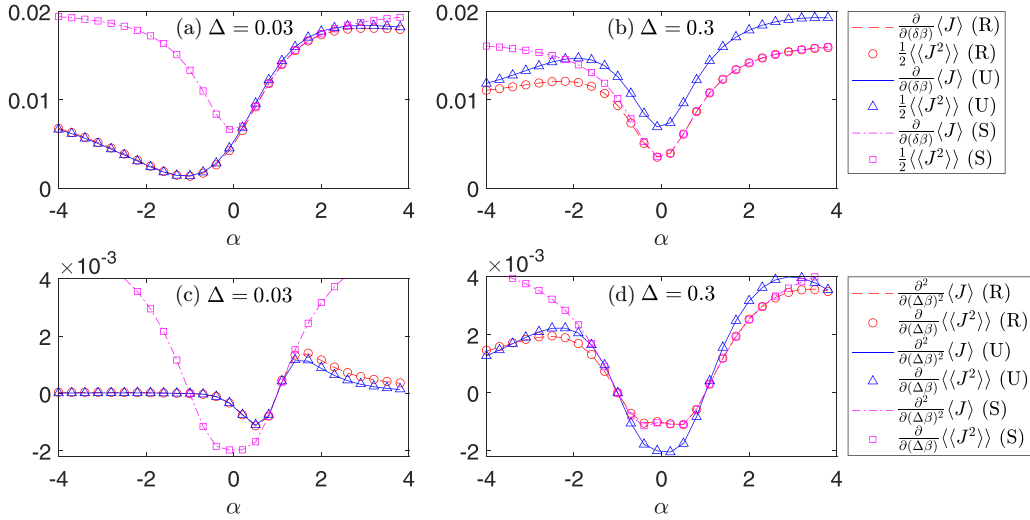 (a) Δ = 0.03
0.02
0.01
0
-4 -2 0 2 4
α
(b) Δ = 0.3
0.02
0.01
0
-4 -2 0 2 4
α
∂/∂(δβ) ⟨J⟩ (R)
1/2 ⟨⟨J²⟩⟩ (R)
∂/∂(δβ) ⟨J⟩ (U)
1/2 ⟨⟨J²⟩⟩ (U)
∂/∂(δβ) ⟨J⟩ (S)
1/2 ⟨⟨J²⟩⟩ (S)
×10⁻³
(c) Δ = 0.03
4
2
0
-2
-4 -2 0 2 4
α
×10⁻³
(d) Δ = 0.3
4
2
0
-2
-4 -2 0 2 4
α
∂²/∂(Δβ)² ⟨J⟩ (R)
∂/∂(Δβ) ⟨⟨J²⟩⟩ (R)
∂²/∂(Δβ)² ⟨J⟩ (U)
∂/∂(Δβ) ⟨⟨J²⟩⟩ (U)
∂²/∂(Δβ)² ⟨J⟩ (S)
∂/∂(Δβ) ⟨⟨J²⟩⟩ (S)